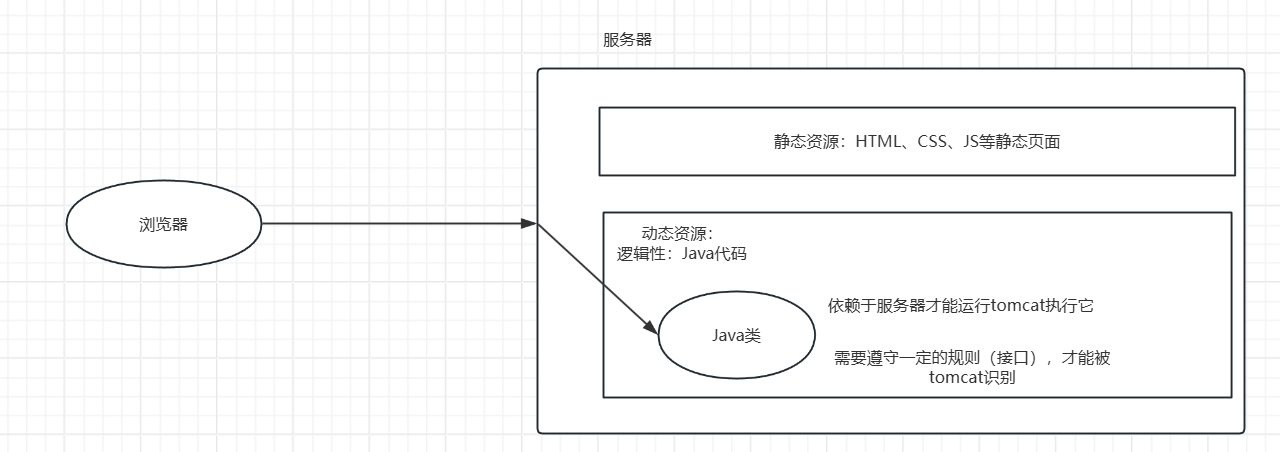 服务器
静态资源：HTML、CSS、JS等静态页面
浏览器
动态资源：
逻辑性：Java代码
依赖于服务器才能运行tomcat执行它
Java类
需要遵守一定的规则（接口），才能被
tomcat识别